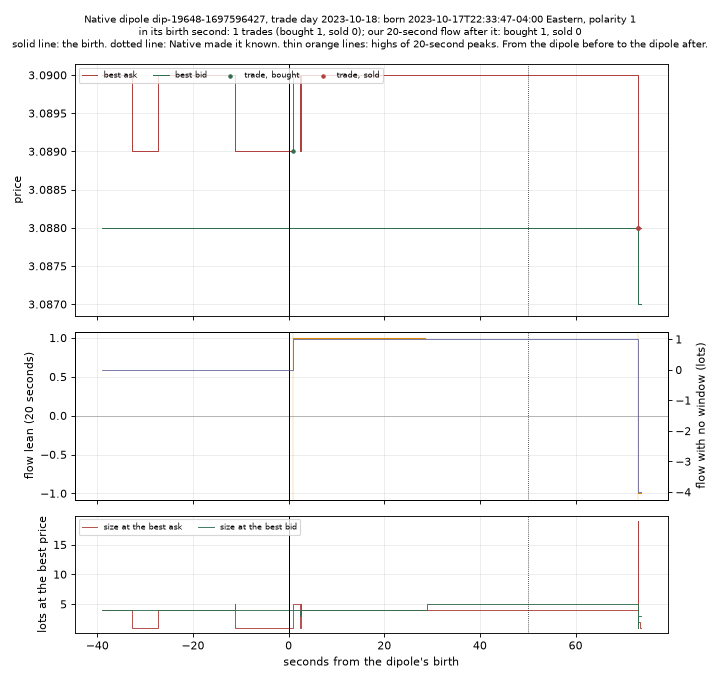 Native dipole dip-19648-1697596427, trade day 2023-10-18: born 2023-10-17T22:33:47-04:00 Eastern, polarity 1
in its birth second: 1 trades (bought 1, sold 0); our 20-second flow after it: bought 1, sold 0
solid line: the birth. dotted line: Native made it known. thin orange lines: highs of 20-second peaks. From the dipole before to the dipole after.
best ask best bid trade, bought trade, sold
3.0900
3.0895
3.0890
3.0885
3.0880
3.0875
3.0870
price
1.0
0.5
0.0
−0.5
−1.0
flow lean (20 seconds)
1
0
−1
−2
−3
−4
flow with no window (lots)
size at the best ask size at the best bid
15
10
5
lots at the best price
−40 −20 0 20 40 60
seconds from the dipole's birth